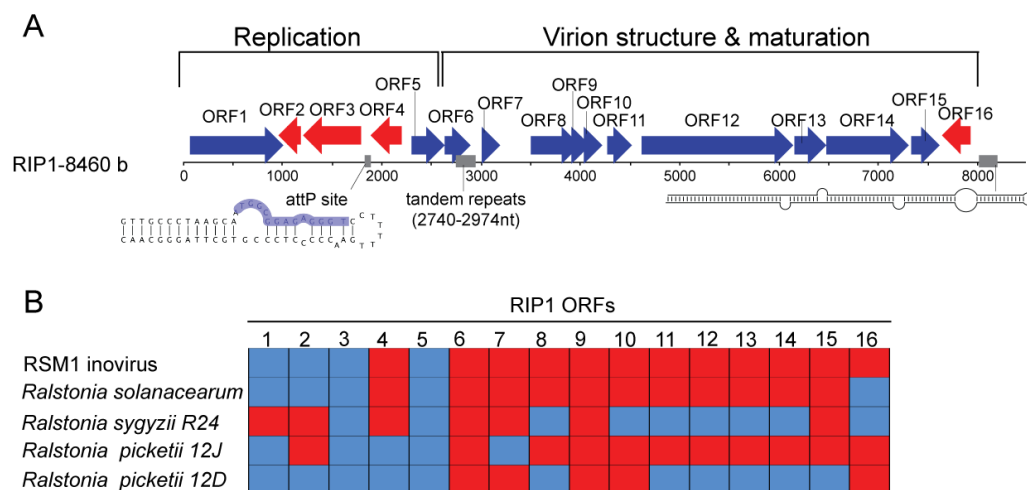 A
Replication
Virion structure & maturation
ORF9
ORF5
ORF7
ORF10
ORF15
ORF1
ORF2
ORF3
ORF4
ORF6
ORF8
ORF11
ORF12
ORF13
ORF14
ORF16
RIP1-8460 b
0 1000 2000 3000 4000 5000 6000 7000 8000
attP site
tandem repeats
(2740-2974nt)
GTTGCCCTAAGCA
B
RIP1 ORFs
1 2 3 4 5 6 7 8 9 10 11 12 13 14 15 16
RSM1 inovirus
Ralstonia solanacearum
Ralstonia sygyzii R24
Ralstonia picketii 12J
Ralstonia picketii 12D